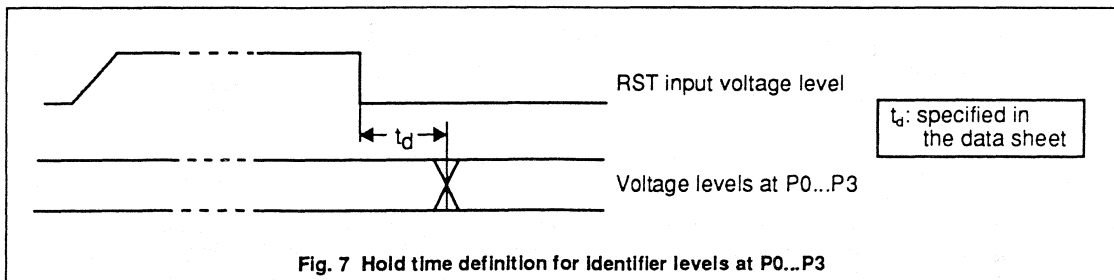 RST input voltage level
t_d: specified in
the data sheet
t_d
Voltage levels at P0...P3
Fig. 7 Hold time definition for identifier levels at P0...P3